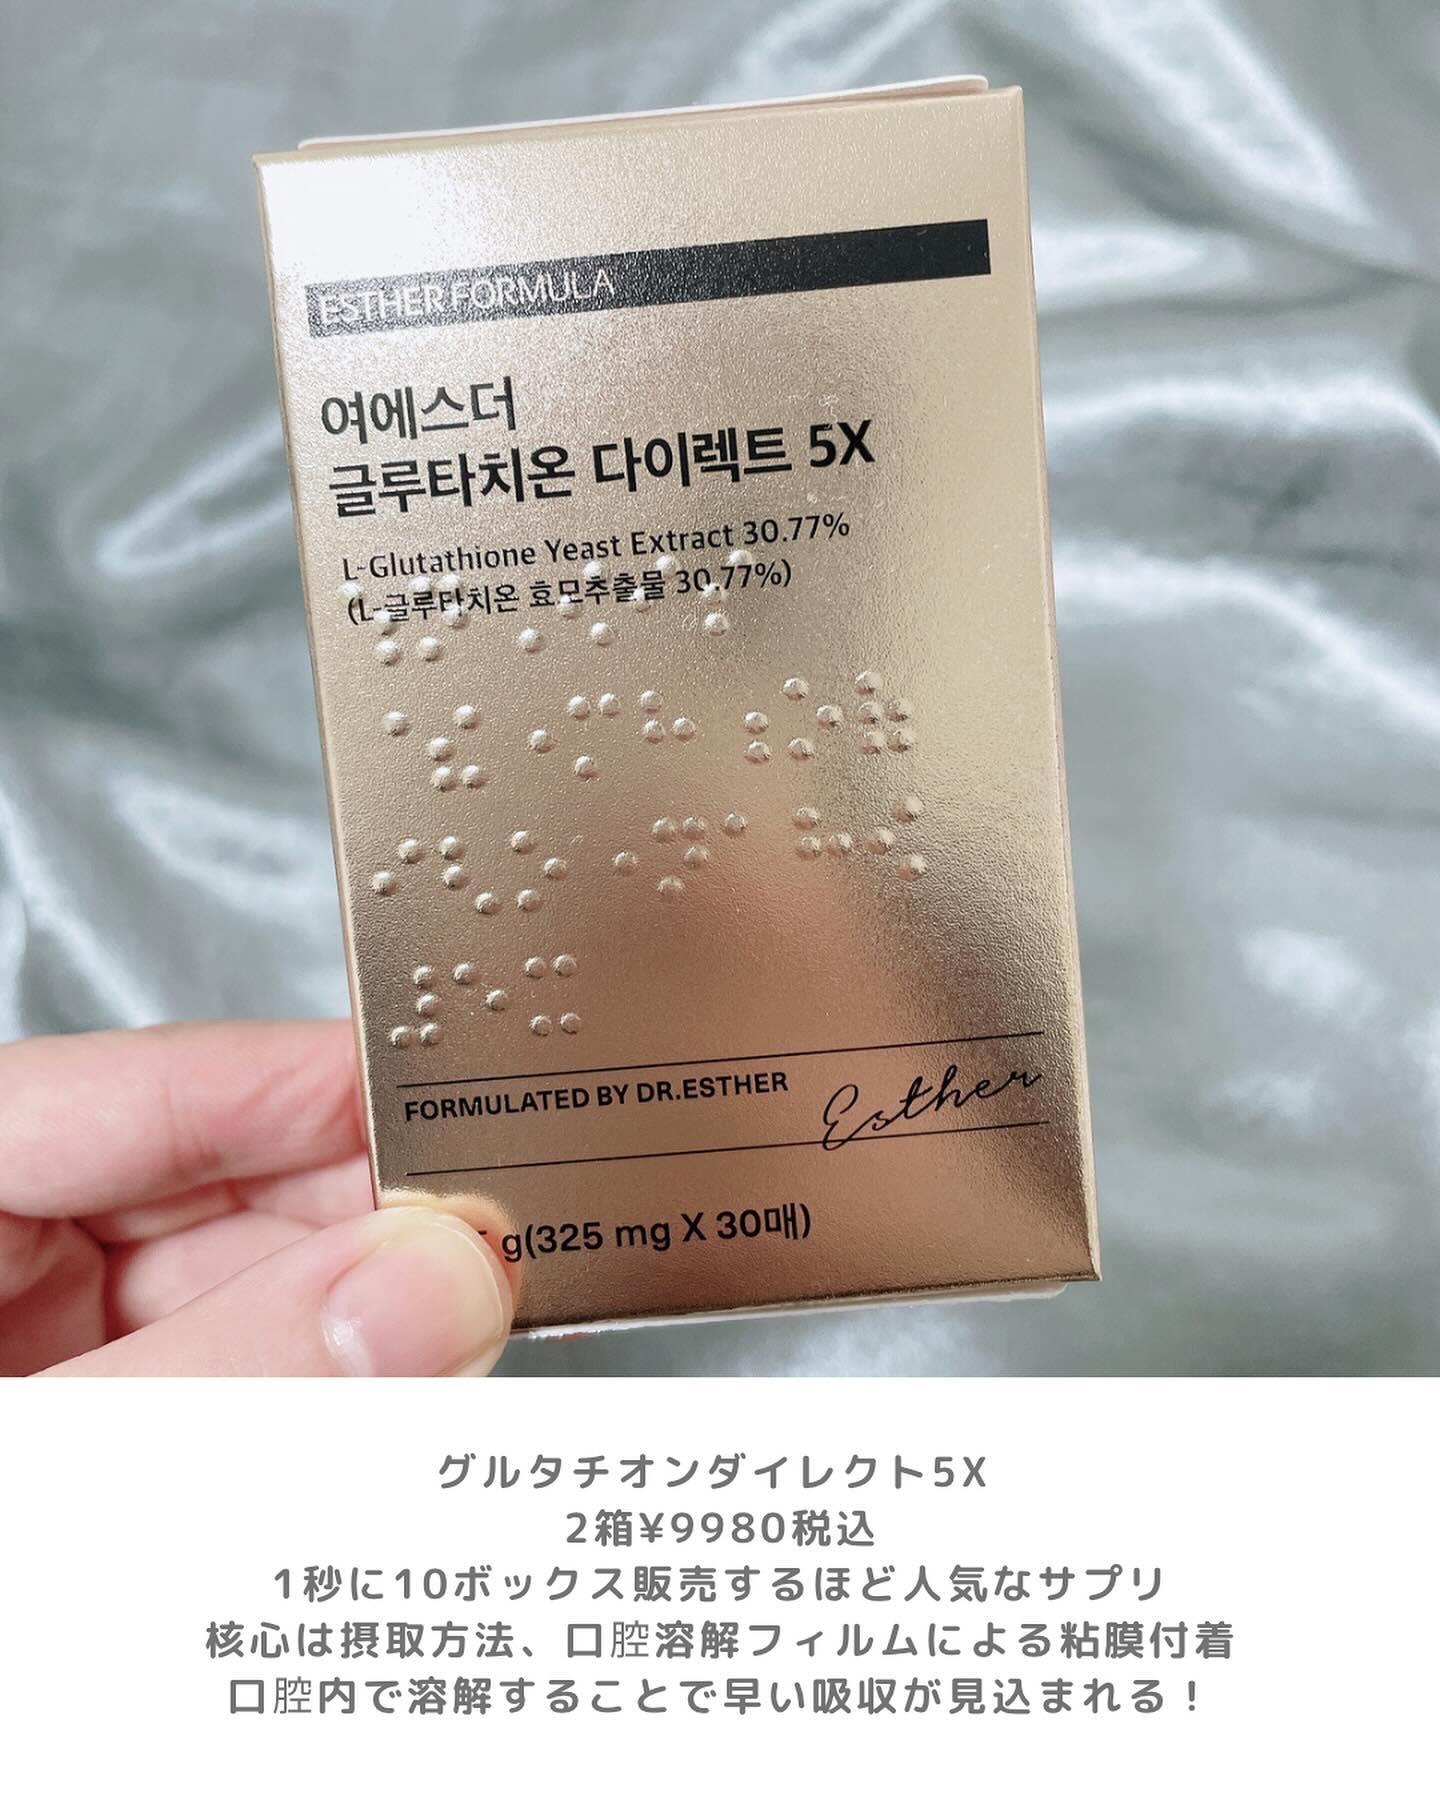 ESTHER FORMULA
여에스더
글루타치온 다이렉트 5X
L-Glutathione Yeast Extract 30.77%
(L-글루타치온 효모추출물 30.77%)
FORMULATED BY DR.ESTHER
Esther
g(325 mg X 30매)
グルタチオンダイレクト5X
2箱¥9980税込
1秒に10ボックス販売するほど人気なサプリ
核心は摂取方法、口腔溶解フィルムによる粘膜付着
口腔内で溶解することで早い吸収が見込まれる!